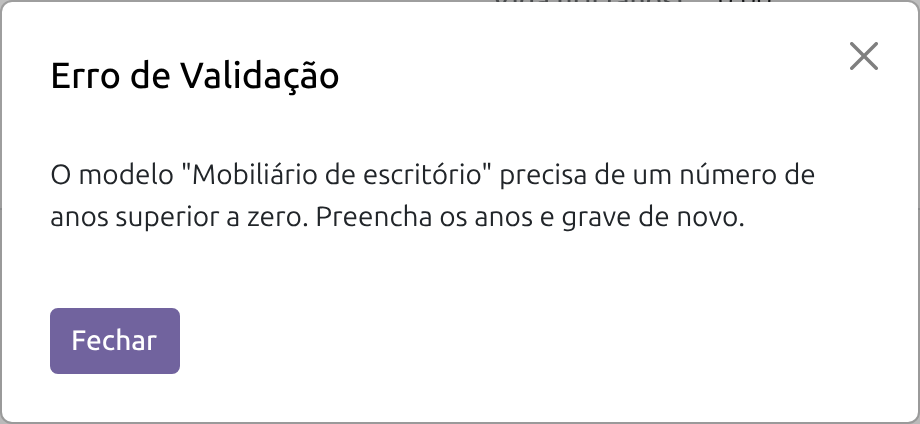 Erro de Validação
O modelo "Mobiliário de escritório" precisa de um número de
anos superior a zero. Preencha os anos e grave de novo.
Fechar